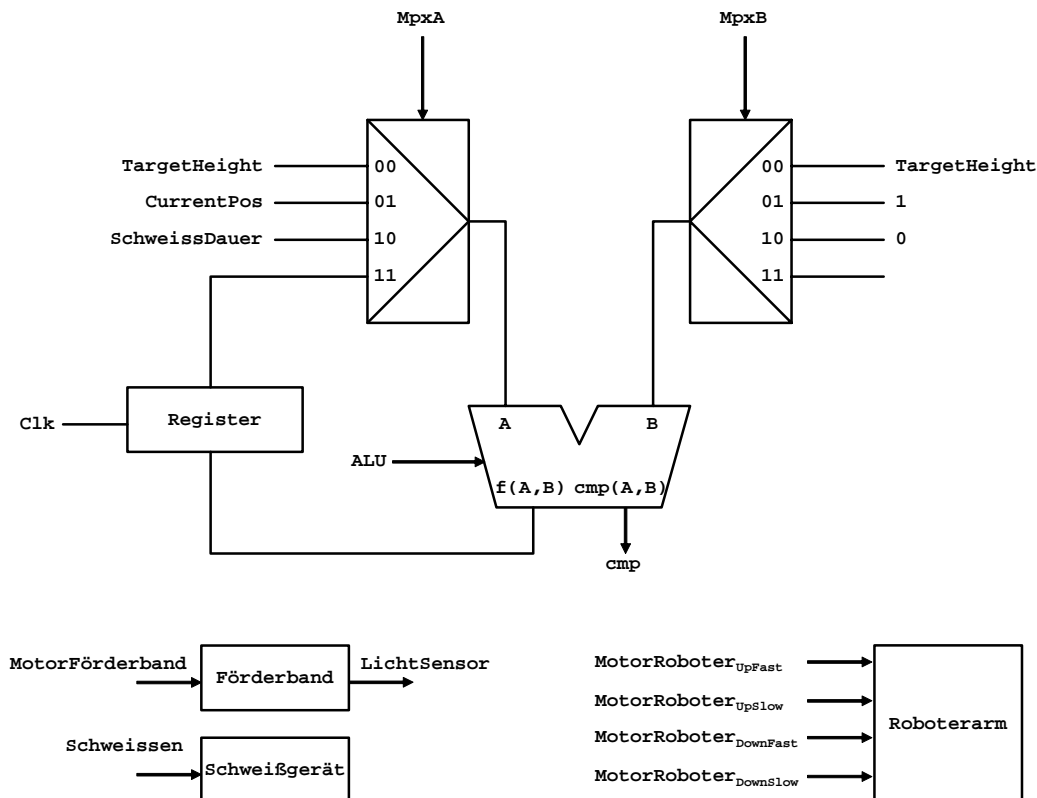 MpxA
MpxB
TargetHeight
00
00
TargetHeight
CurrentPos
01
01
1
SchweissDauer
10
10
0
11
11
Clk
Register
A
B
ALU
f(A,B)
cmp(A,B)
cmp
MotorFörderband
Förderband
LichtSensor
Schweissen
Schweißgerät
MotorRoboterUpFast
MotorRoboterUpSlow
MotorRoboterDownFast
MotorRoboterDownSlow
Roboterarm